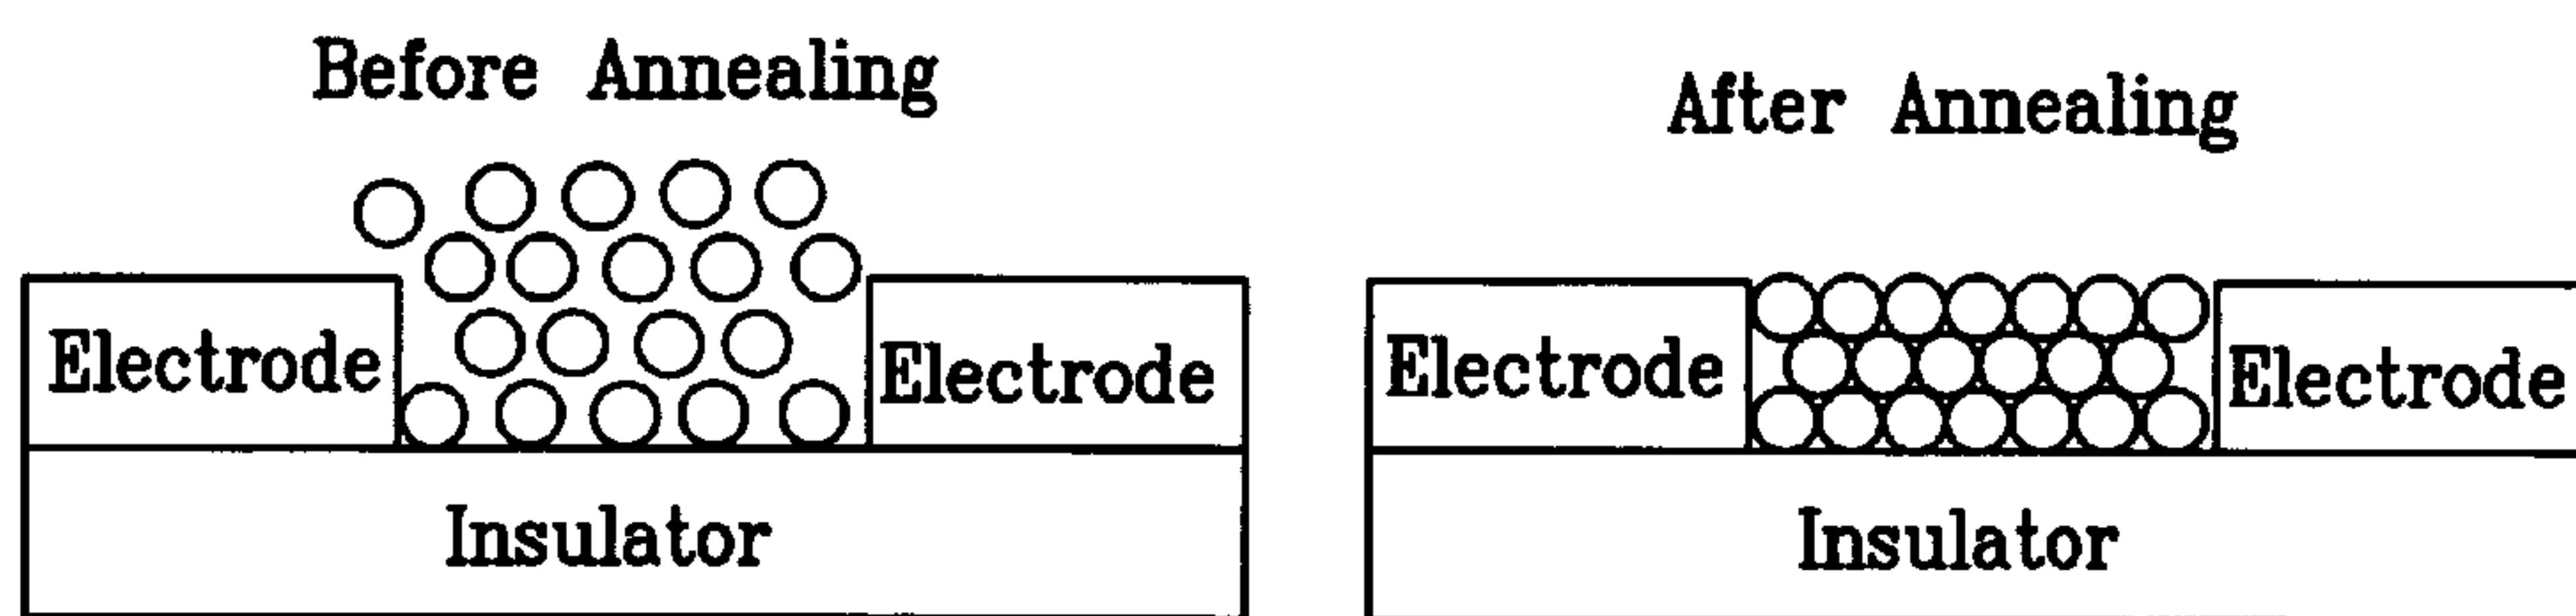 Before Annealing
After Annealing
Electrode
Electrode
Electrode
Electrode
Insulator
Insulator